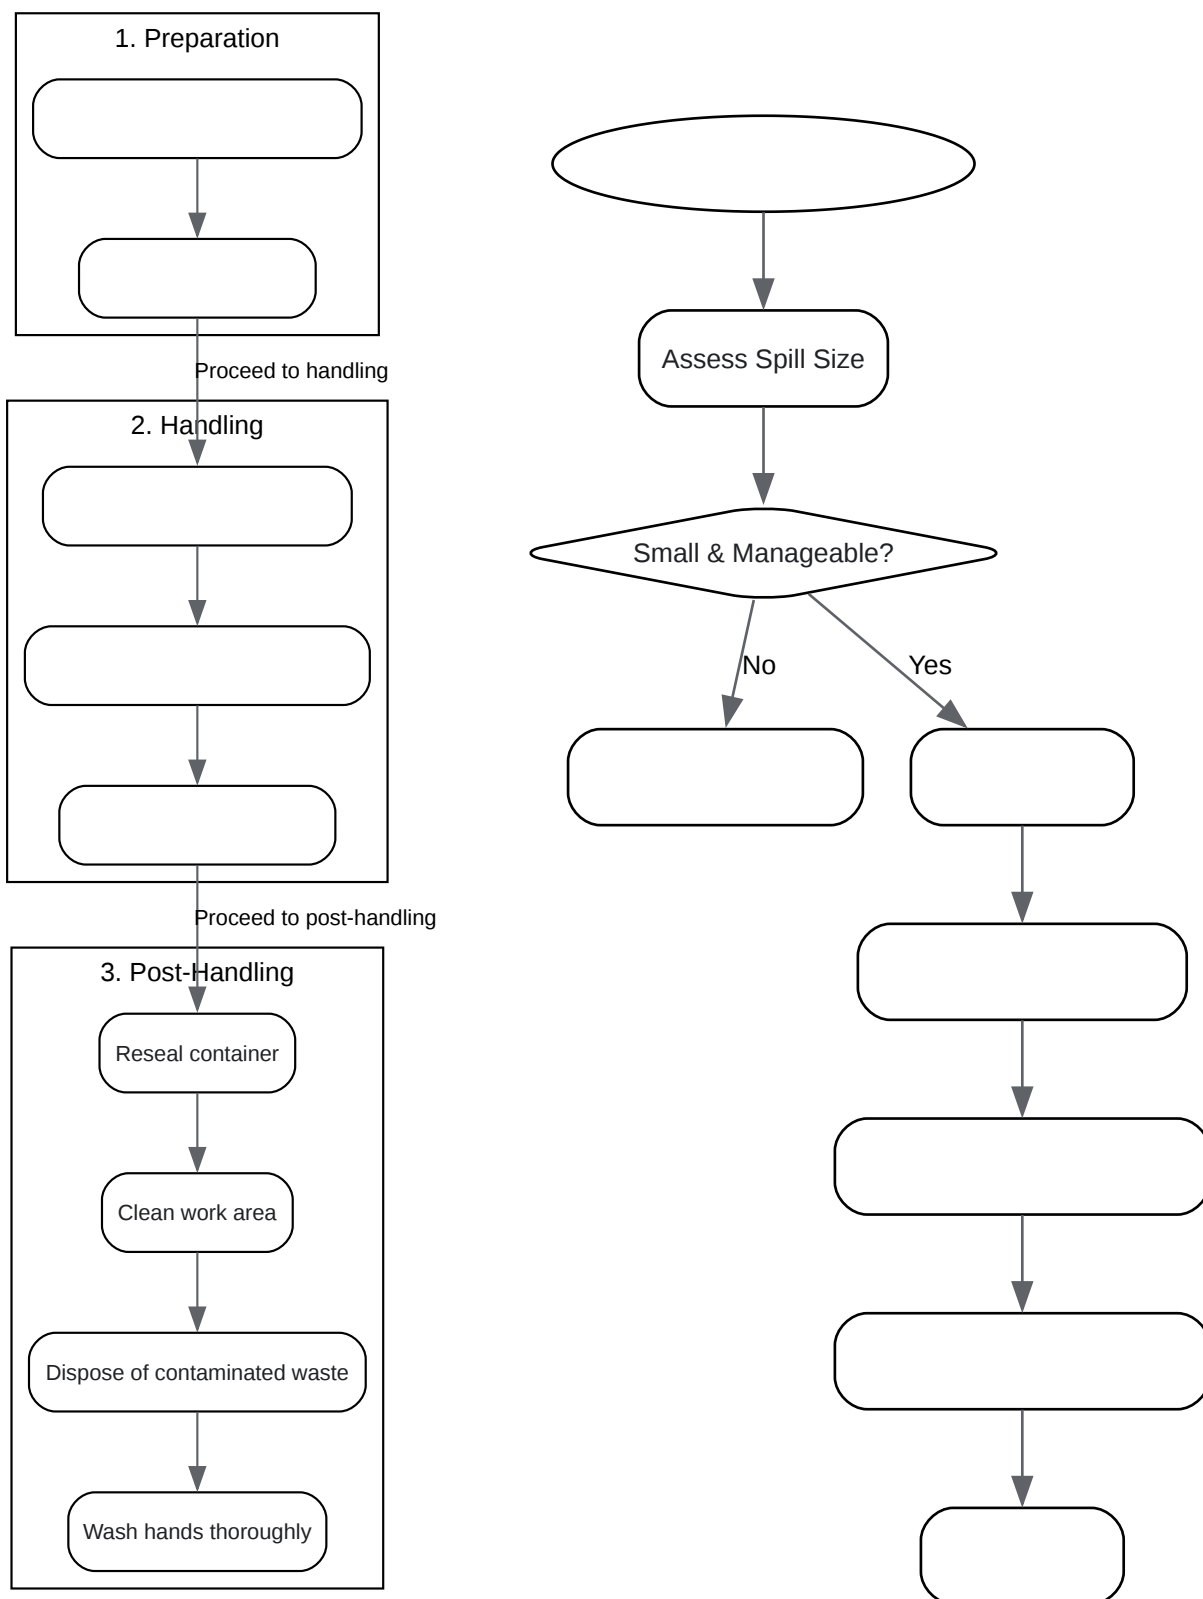 1. Preparation
Proceed to handling
2. Handling
Proceed to post-handling
3. Post-Handling
Reseal container
Clean work area
Dispose of contaminated waste
Wash hands thoroughly
Assess Spill Size
Small & Manageable?
No
Yes